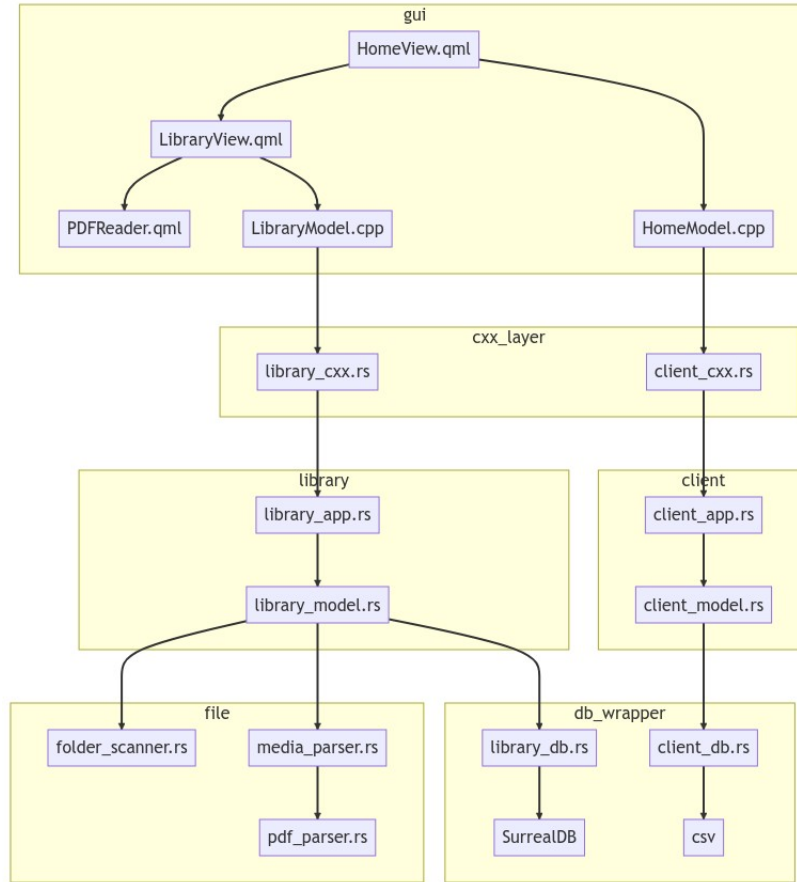 gui
HomeView.qml
LibraryView.qml
PDFReader.qml
LibraryModel.cpp
HomeModel.cpp
cxx_layer
library_cxx.rs
client_cxx.rs
library
client
library_app.rs
client_app.rs
library_model.rs
client_model.rs
file
db_wrapper
folder_scanner.rs
media_parser.rs
library_db.rs
client_db.rs
pdf_parser.rs
SurrealDB
csv